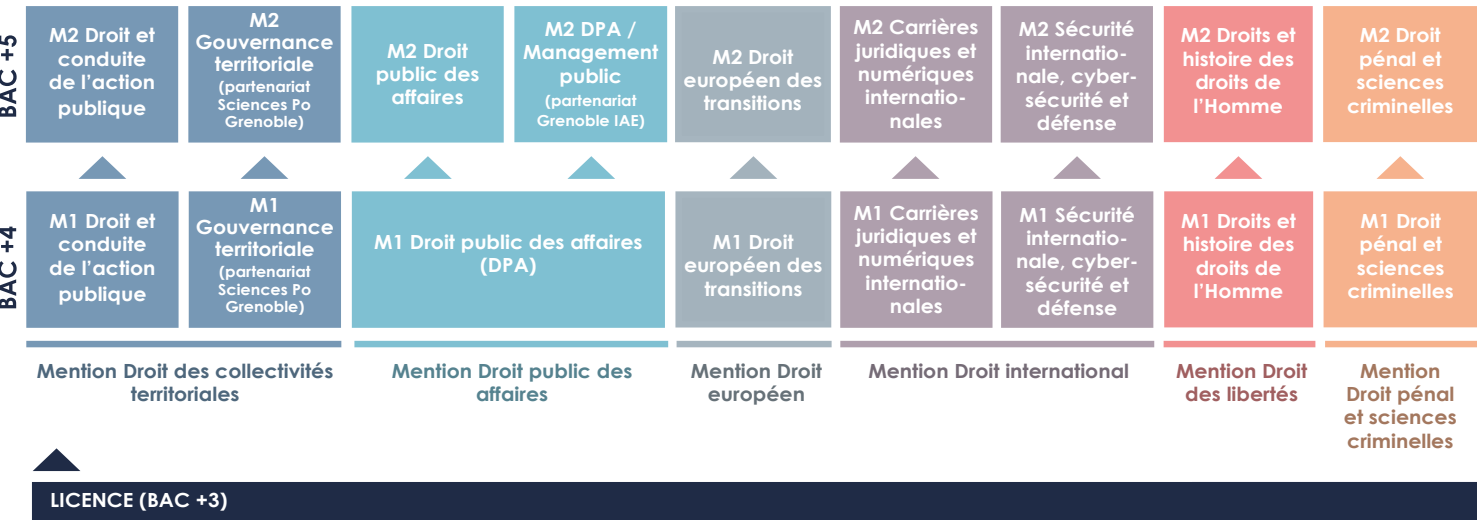 BAC +5
M2 Droit et
conduite
de l'action
publique
M2
Gouvernance
territoriale
(partenariat
Sciences Po
Grenoble)
M2 Droit
public des
affaires
M2 DPA /
Management
public
(partenariat
Grenoble IAE)
M2 Droit
européen des
transitions
M2 Carrières
juridiques et
numériques
internatio-
nales
M2 Sécurité
internatio-
nale, cyber-
sécurité et
défense
M2 Droits et
histoire des
droits de
l'Homme
M2 Droit
pénal et
sciences
criminelles
BAC +4
M1 Droit et
conduite
de l'action
publique
M1
Gouvernance
territoriale
(partenariat
Sciences Po
Grenoble)
M1 Droit public des affaires
(DPA)
M1 Droit
européen des
transitions
M1 Carrières
juridiques et
numériques
internatio-
nales
M1 Sécurité
internatio-
nale, cyber-
sécurité et
défense
M1 Droits et
histoire des
droits de
l'Homme
M1 Droit
pénal et
sciences
criminelles
Mention Droit des collectivités
territoriales
Mention Droit public des
affaires
Mention Droit
européen
Mention Droit international
Mention Droit
des libertés
Mention
Droit pénal
et sciences
criminelles
LICENCE (BAC +3)